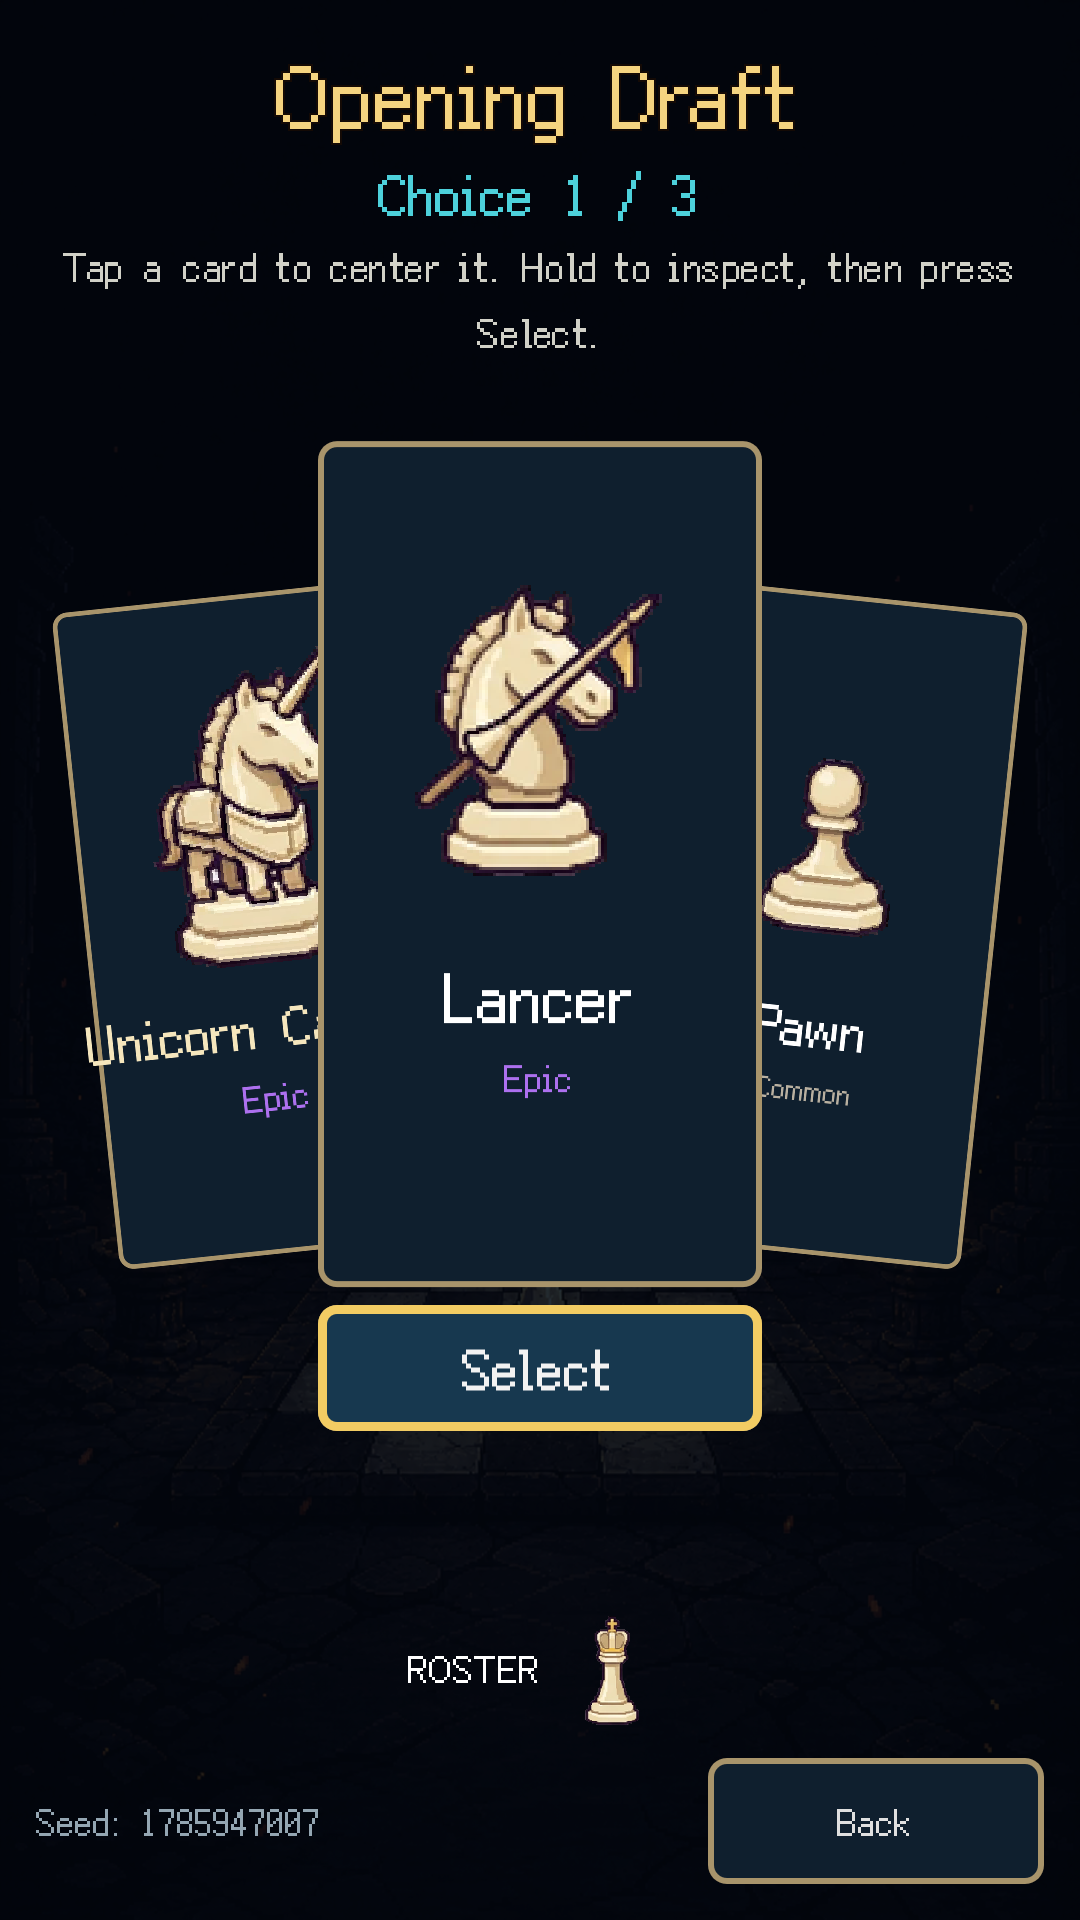 Opening Draft
Choice 1 / 3
Tap a card to center it. Hold to inspect, then press
Select.
Unicorn
Epic
Lancer
Epic
Pawn
Common
Select
ROSTER
Seed: 1785947007
Back